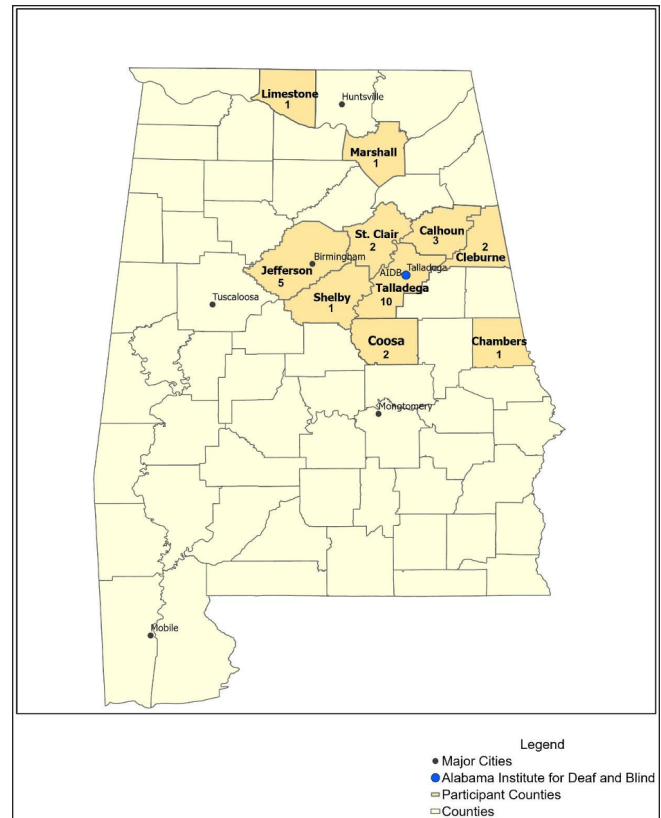 Limestone
1
Huntsville
Marshall
1
St. Clair
2
Calhoun
3
2
Cleburne
Birmingham
Jefferson
5
AIDB
Talladega
Talladega
10
Shelby
1
Tuscaloosa
Coosa
2
Chambers
1
Mongtomery
Mobile
Legend
Major Cities
Alabama Institute for Deaf and Blind
Participant Counties
Counties